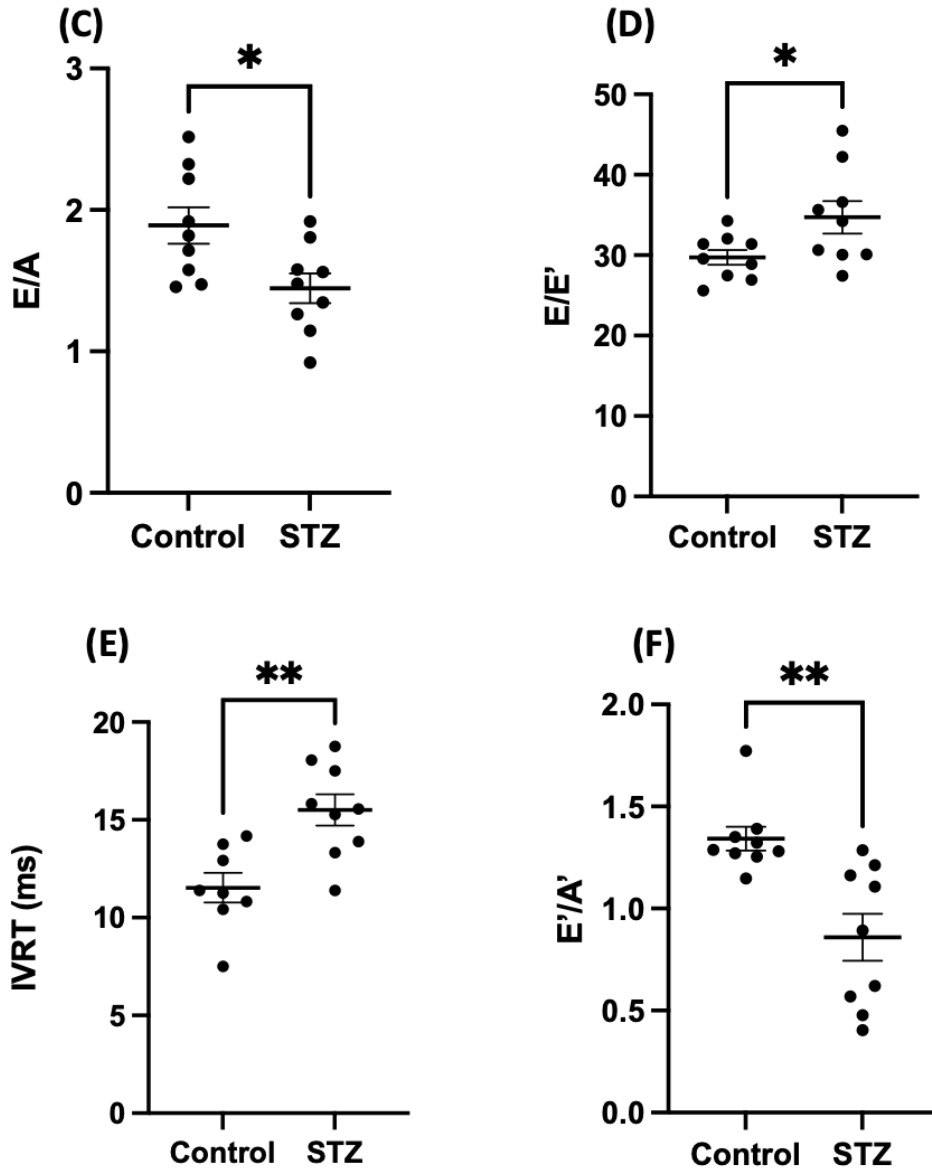 (C)
*
3
2
1
0
E/A
Control STZ
(D)
*
50
40
30
20
10
0
E/E’
Control STZ
(E)
**
20
15
10
5
0
IVRT (ms)
Control STZ
(F)
**
2.0
1.5
1.0
0.5
0.0
E’/A’
Control STZ